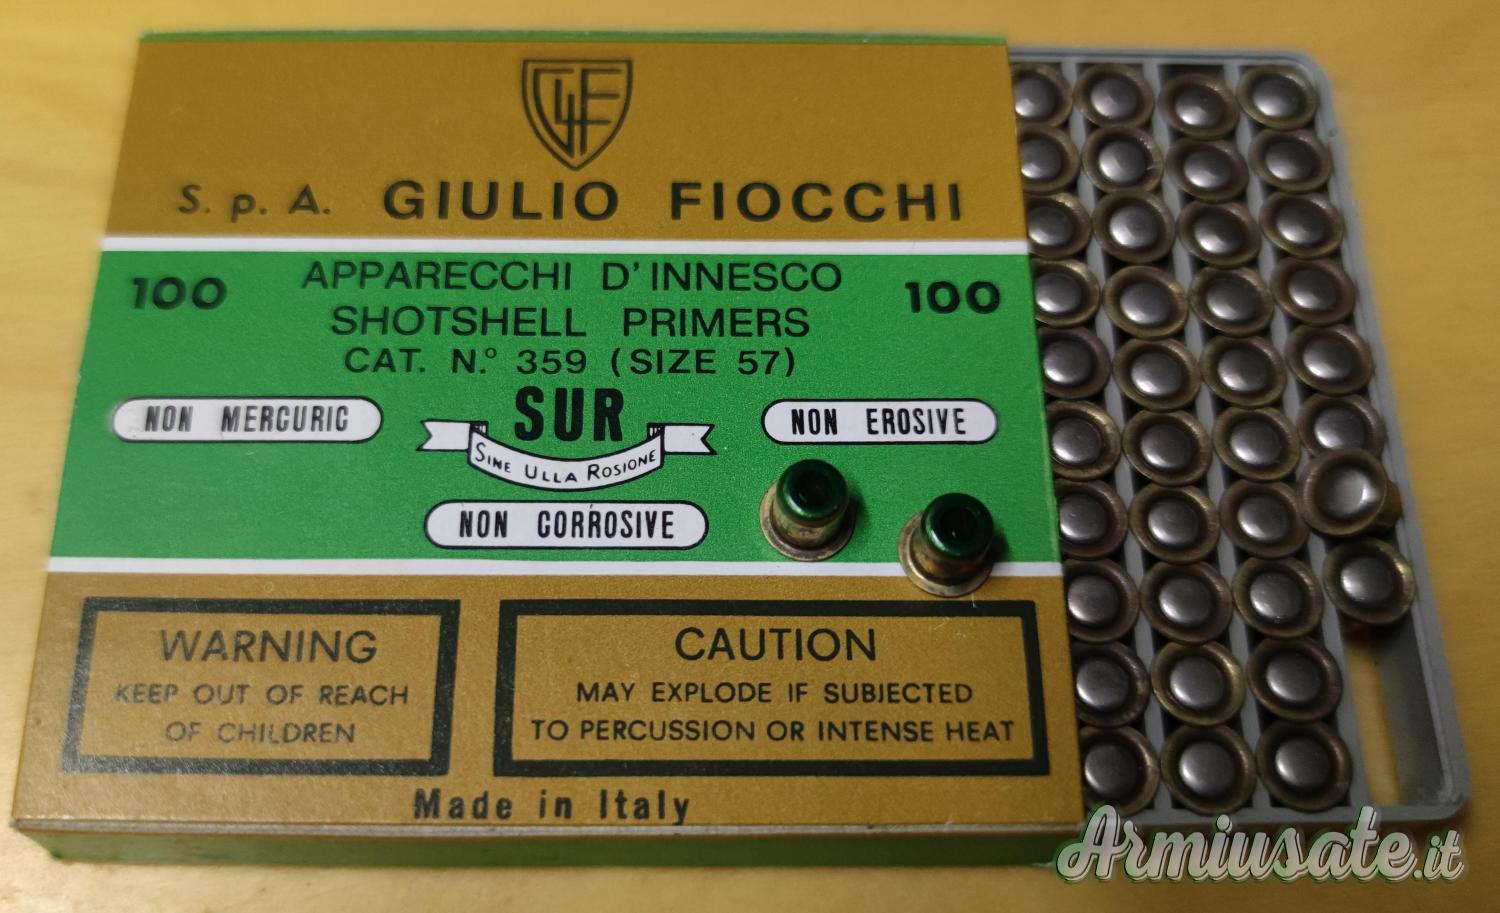 GLF
S. p. A. GIULIO FIOCCHI
100 APPARECCHI D'INNESCO 100
SHOTSHELL PRIMERS
CAT. N.° 359 (SIZE 57)
SUR
NON MERCURIC
SINE ULLA ROSIONE
NON EROSIVE
NON CORROSIVE
WARNING
KEEP OUT OF REACH
OF CHILDREN
CAUTION
MAY EXPLODE IF SUBJECTED
TO PERCUSSION OR INTENSE HEAT
Made in Italy
Armiusate.it